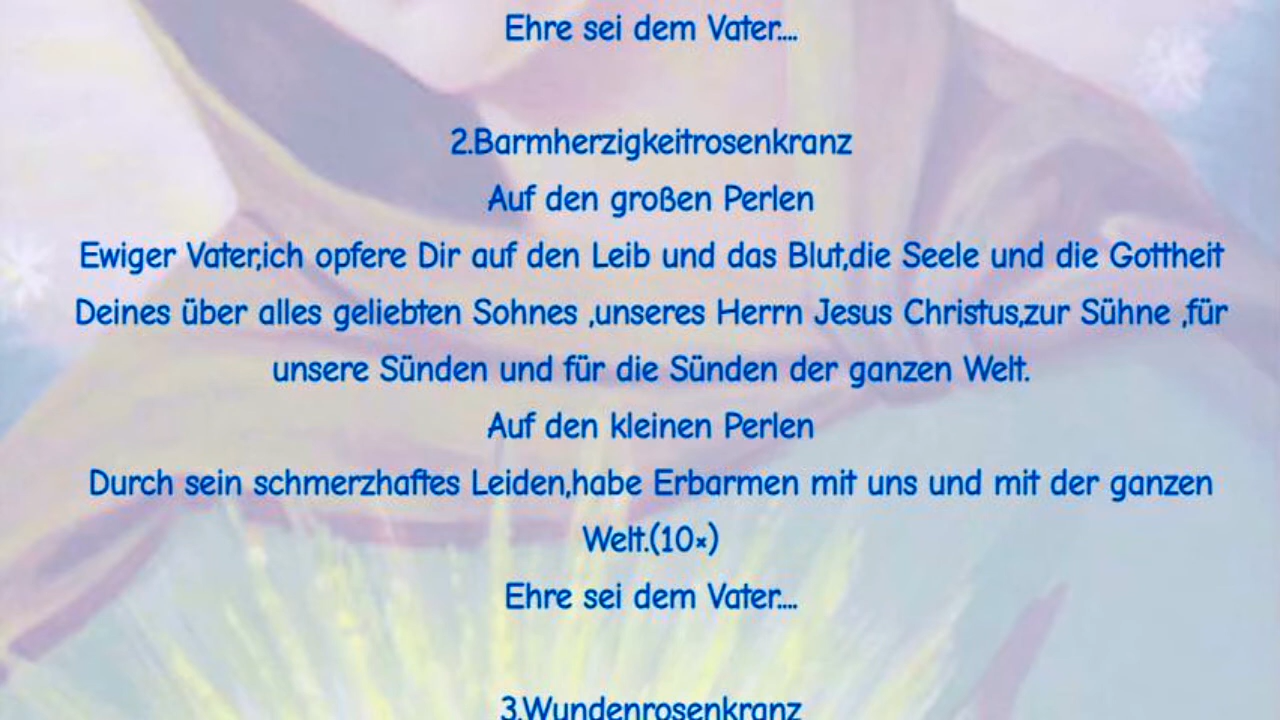 Ehre sei dem Vater....
2.Barmherzigkeitrosenkranz
Auf den großen Perlen
Ewiger Vater,ich opfere Dir auf den Leib und das Blut,die Seele und die Gottheit
Deines über alles geliebten Sohnes ,unseres Herrn Jesus Christus,zur Sühne ,für
unsere Sünden und für die Sünden der ganzen Welt.
Auf den kleinen Perlen
Durch sein schmerzhaftes Leiden,habe Erbarmen mit uns und mit der ganzen
Welt.(10×)
Ehre sei dem Vater....
3.Wundenrosenkranz